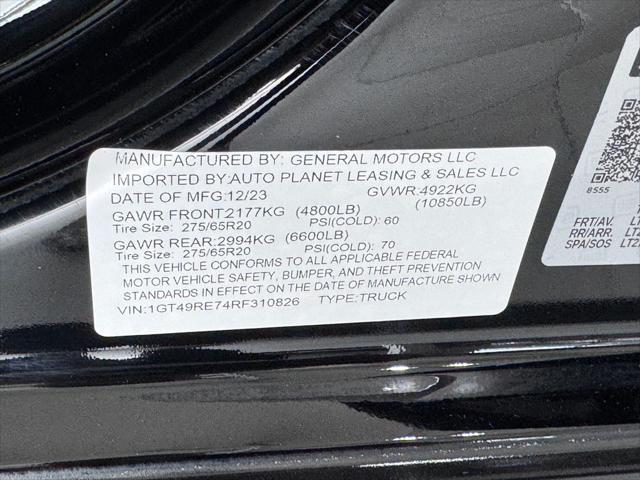 MANUFACTURED BY: GENERAL MOTORS LLC
IMPORTED BY:AUTO PLANET LEASING & SALES LLC
DATE OF MFG:12/23 GVWR:4922KG
(10850LB)
GAWR FRONT2177KG (4800LB)
Tire Size: 275/65R20 PSI(COLD): 60
GAWR REAR:2994KG (6600LB)
Tire Size: 275/65R20 PSI(COLD): 70
THIS VEHICLE CONFORMS TO ALL APPLICABLE FEDERAL
MOTOR VEHICLE SAFETY, BUMPER, AND THEFT PREVENTION
STANDARDS IN EFFECT ON THE DATE OF MANUFACTURE SHOWN
VIN:1GT49RE74RF310826 TYPE:TRUCK
8555
FRT/AV.
RR/ARR.
SPA/SOS